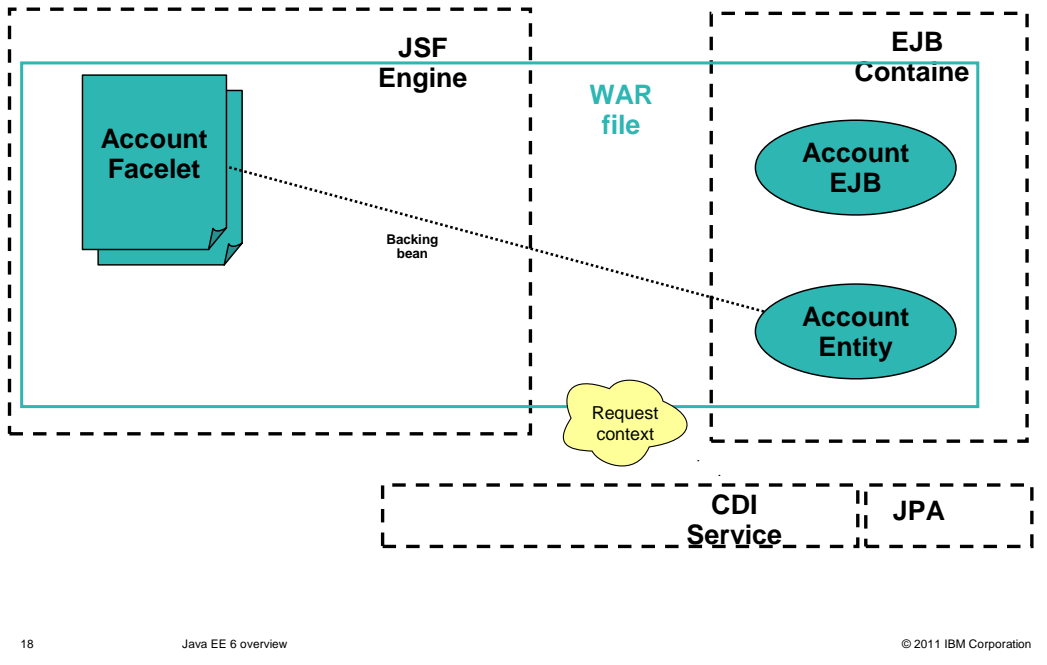 JSF
Engine
EJB
Containe
WAR
file
Account
Facelet
Account
EJB
Backing
bean
Account
Entity
Request
context
CDI
Service
JPA
18
Java EE 6 overview
© 2011 IBM Corporation